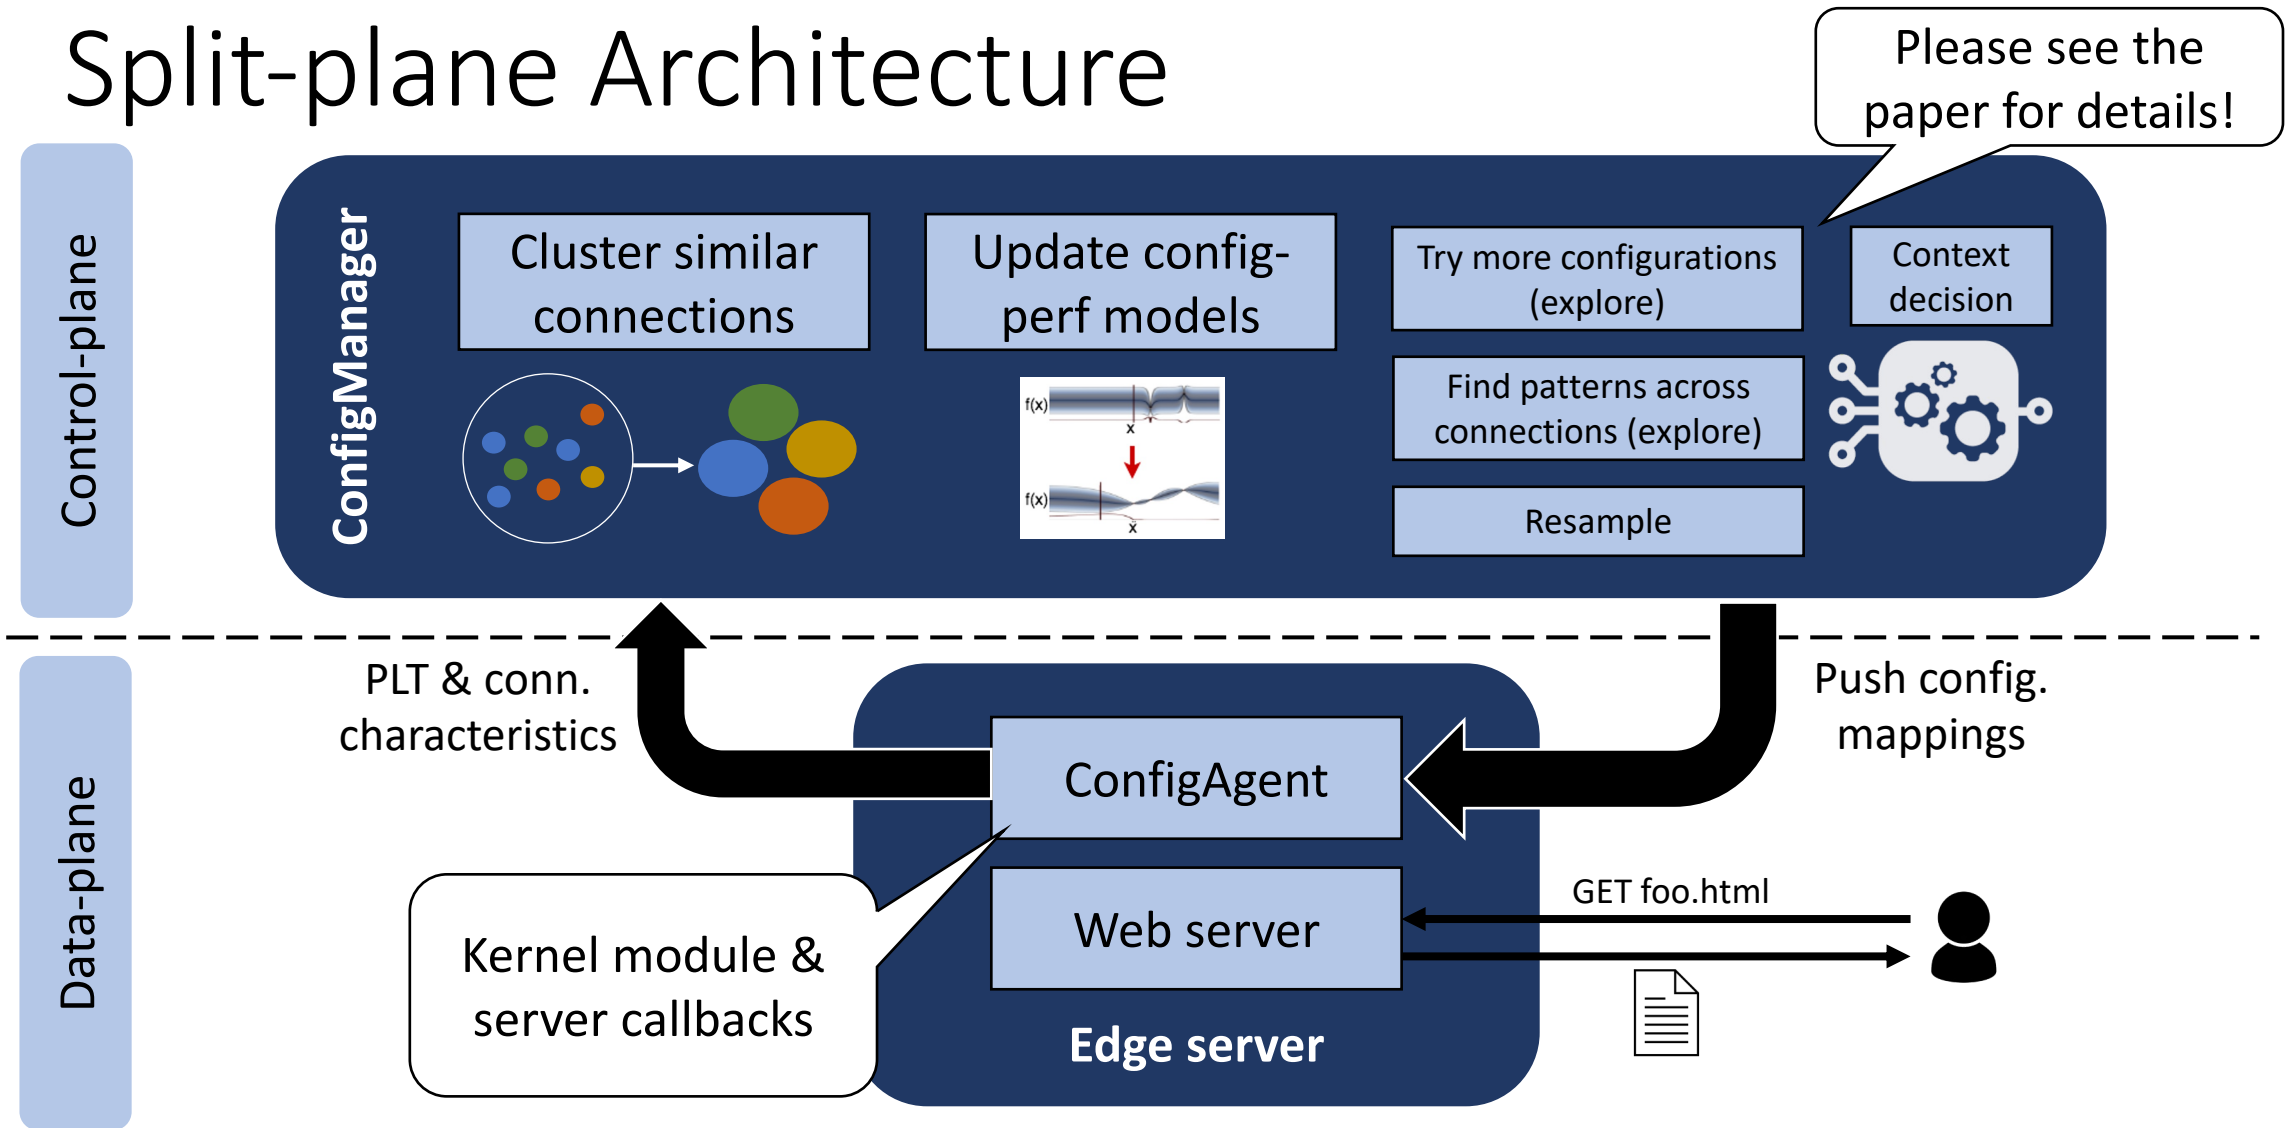 Split-plane Architecture
Please see the
paper for details!
Control-plane
ConfigManager
Cluster similar
connections
Update config-
perf models
f(x)
x
f(x)
x
Try more configurations
(explore)
Find patterns across
connections (explore)
Resample
Context
decision
PLT & conn.
characteristics
Push config.
mappings
Data-plane
ConfigAgent
Kernel module &
server callbacks
Web server
GET foo.html
Edge server